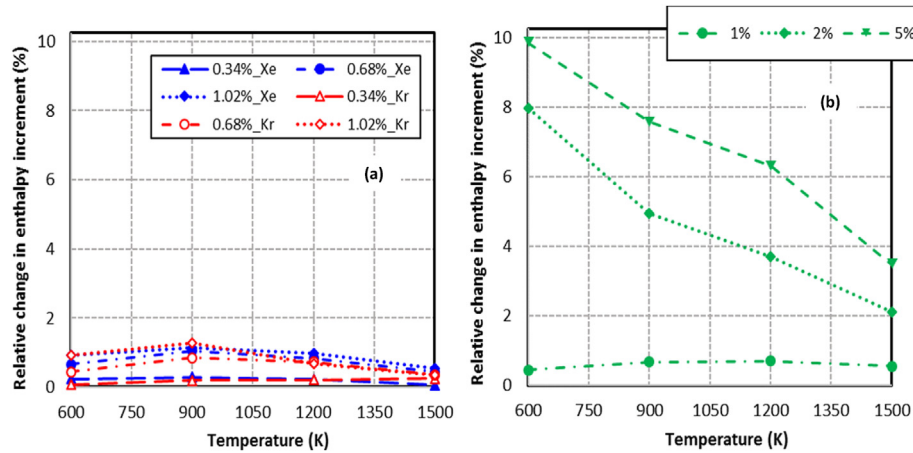 Relative change in enthalpy increment (%)
10
8
6
4
2
0
0.34%_Xe
0.68%_Xe
1.02%_Xe
0.34%_Kr
0.68%_Kr
1.02%_Kr
(a)
600 750 900 1050 1200 1350 1500
Temperature (K)
Relative change in enthalpy increment (%)
10
8
6
4
2
0
1% 2% 5%
(b)
600 750 900 1050 1200 1350 1500
Temperature (K)